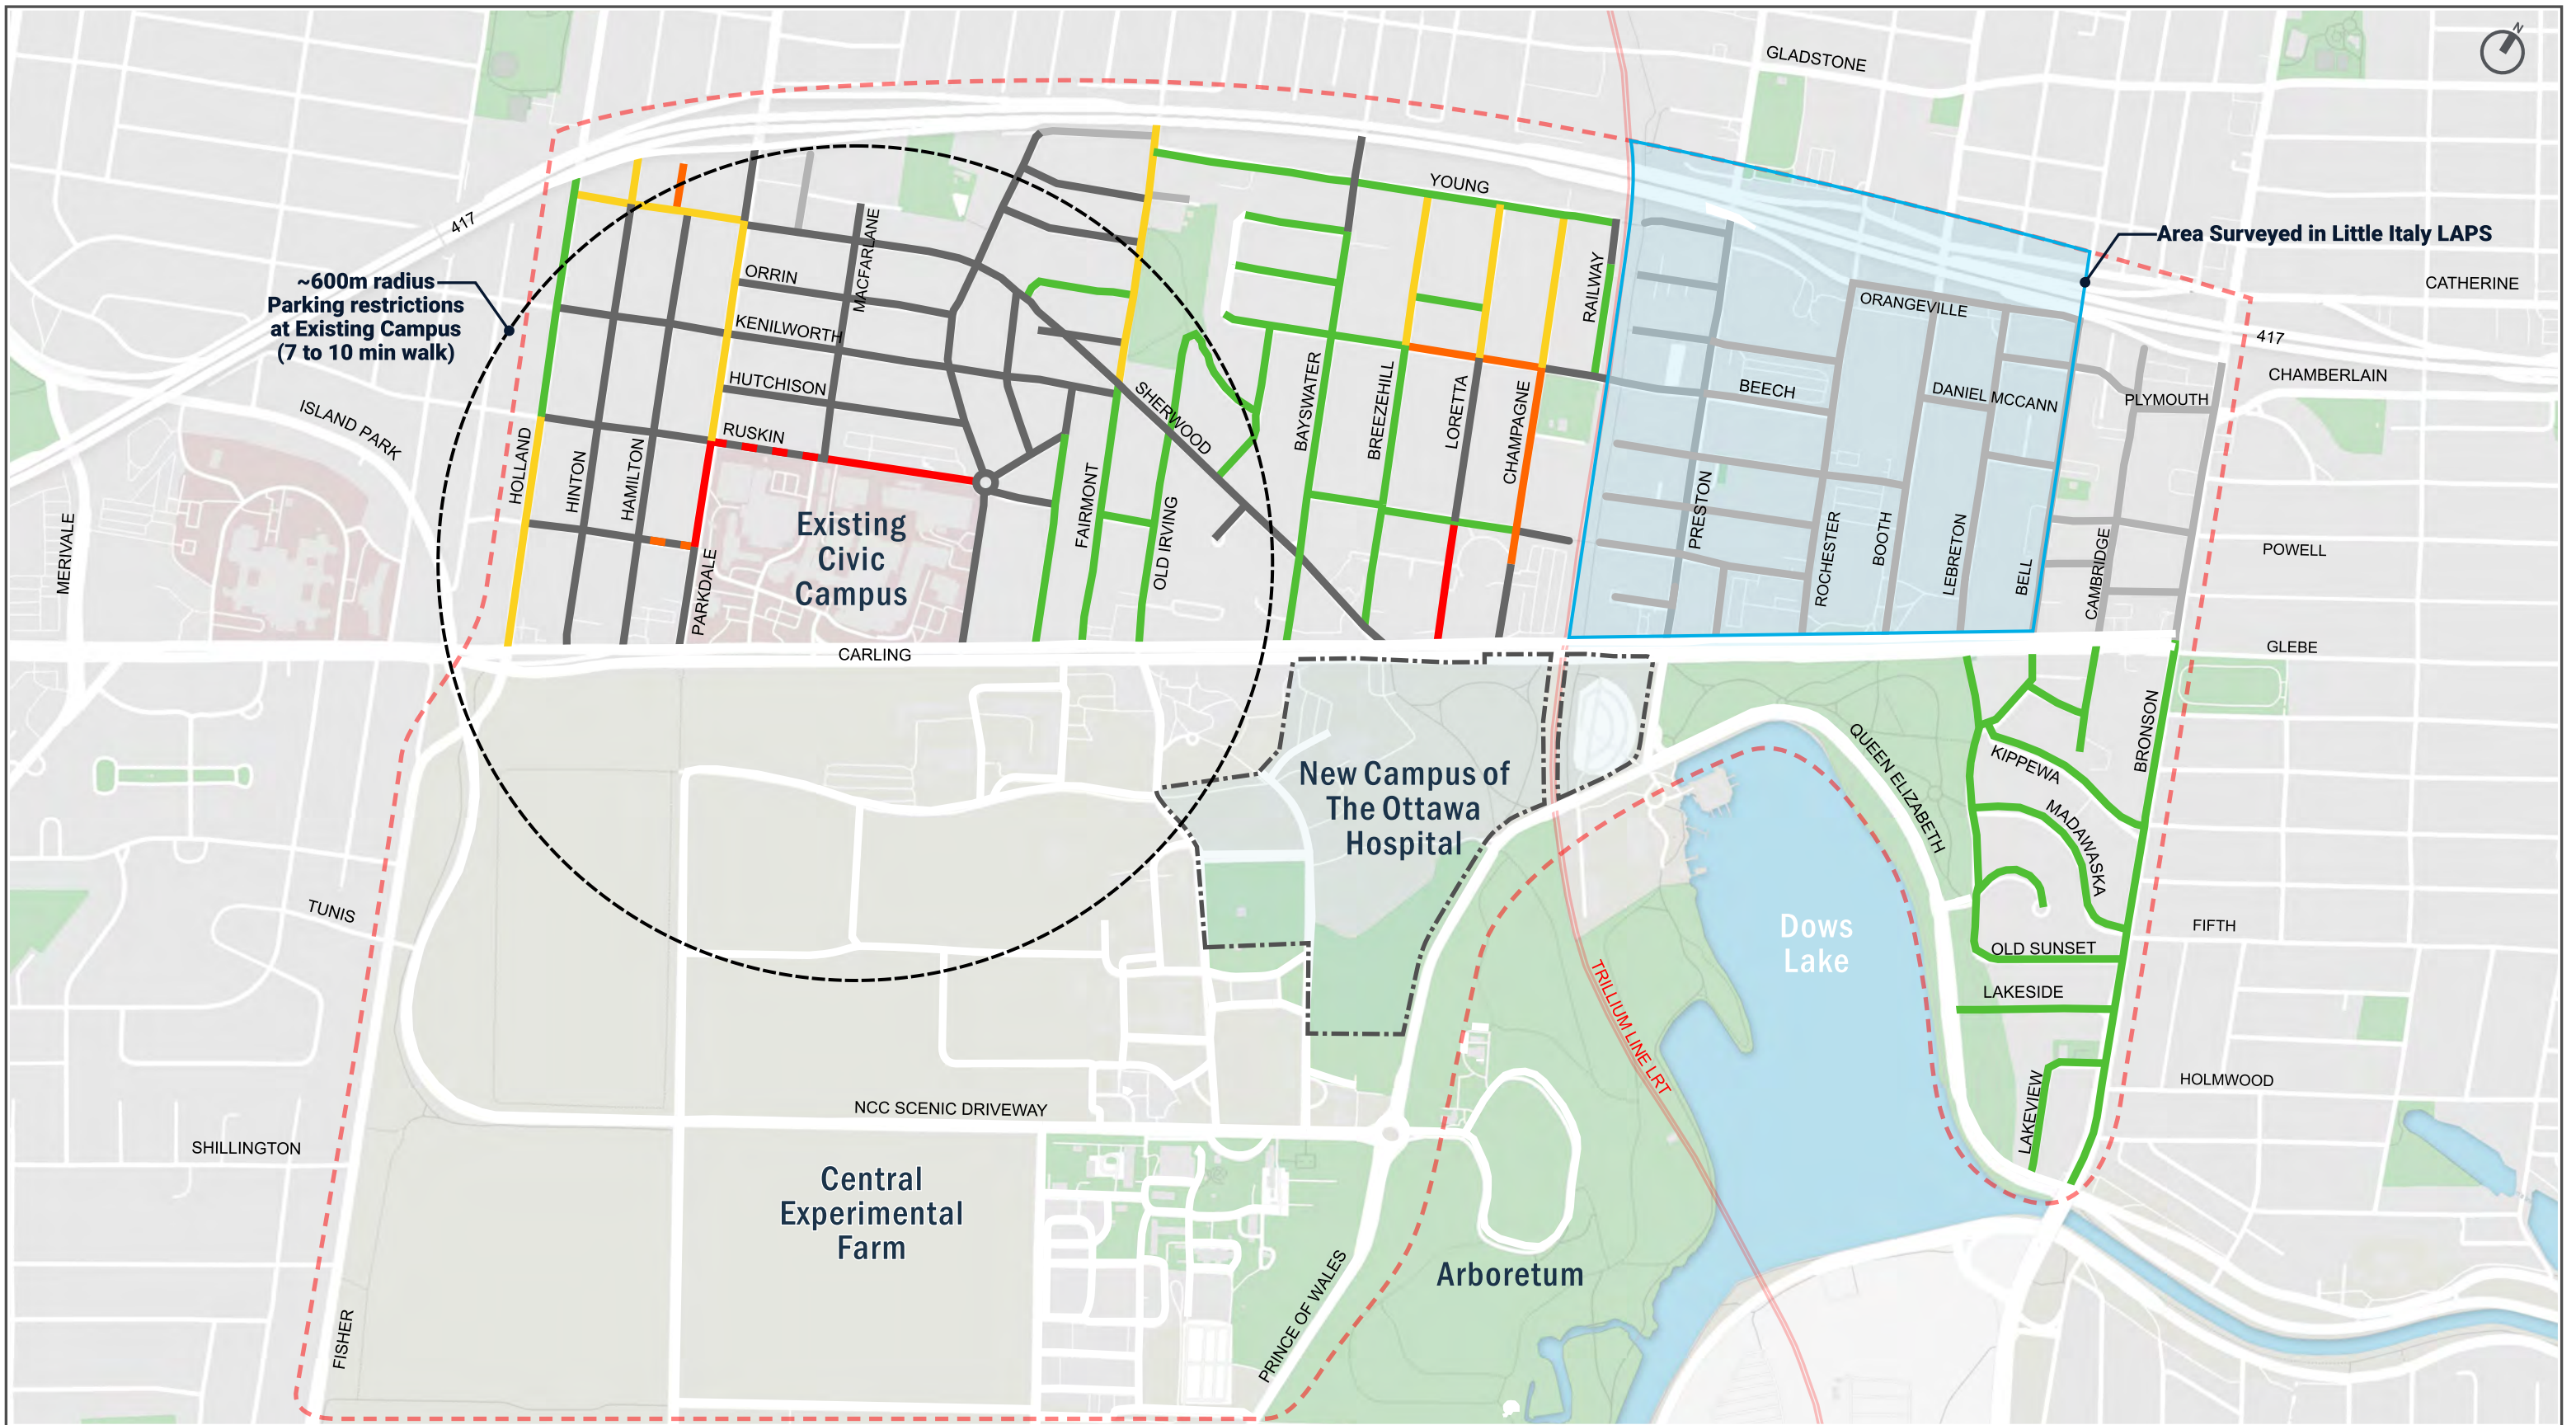 N
GLADSTONE
417
~600m radius
Parking restrictions
at Existing Campus
(7 to 10 min walk)
YOUNG
Area Surveyed in Little Italy LAPS
CATHERINE
MACFARLANE
ORRIN
RAILWAY
ORANGEVILLE
KENILWORTH
417
CHAMBERLAIN
HUTCHISON
BEECH
DANIEL MCCANN
PLYMOUTH
ISLAND PARK
RUSKIN
SHERWOOD
BAYSWATER
BREEZEHILL
LORETTA
CHAMPAGNE
HOLLAND
HINTON
HAMILTON
FAIRMONT
OLD IRVING
PRESTON
ROCHESTER
BOOTH
LEBRETON
BELL
CAMBRIDGE
POWELL
MERIVALE
Existing
Civic
Campus
PARKDALE
CARLING
GLEBE
BRONSON
QUEEN ELIZABETH
KIPPEWA
MADAWASKA
New Campus of
The Ottawa
Hospital
TUNIS
Dows
Lake
FIFTH
OLD SUNSET
LAKESIDE
TRILLIUM LINE LRT
HOLMWOOD
LAKEVIEW
NCC SCENIC DRIVEWAY
SHILLINGTON
Central
Experimental
Farm
Arboretum
PRINCE OF WALES
FISHER